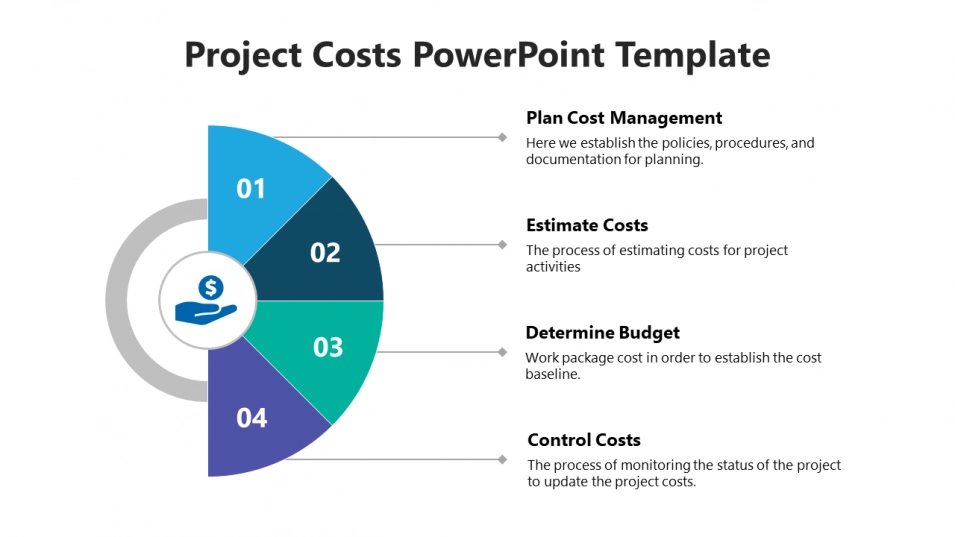 Project Costs PowerPoint Template
Plan Cost Management
Here we establish the policies, procedures, and
documentation for planning.
01
Estimate Costs
The process of estimating costs for project
activities
02
$
Determine Budget
Work package cost in order to establish the cost
baseline.
03
Control Costs
The process of monitoring the status of the project
to update the project costs.
04